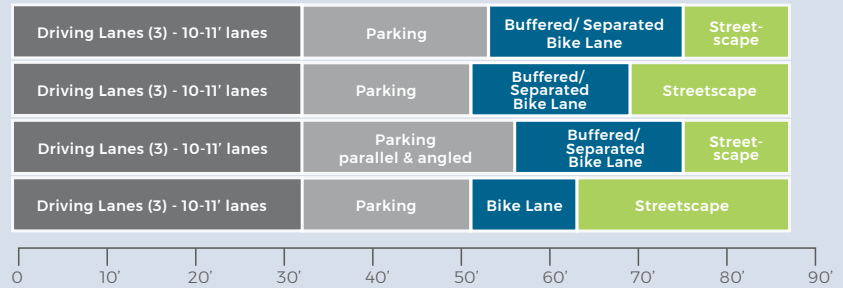 Driving Lanes (3) - 10-11’ lanes
Parking
Buffered/ Separated
Bike Lane
Street-
scape
Driving Lanes (3) - 10-11’ lanes
Parking
Buffered/
Separated
Bike Lane
Streetscape
Driving Lanes (3) - 10-11’ lanes
Parking
parallel & angled
Buffered/
Separated
Bike Lane
Street-
scape
Driving Lanes (3) - 10-11’ lanes
Parking
Bike Lane
Streetscape
0 10’ 20’ 30’ 40’ 50’ 60’ 70’ 80’ 90’